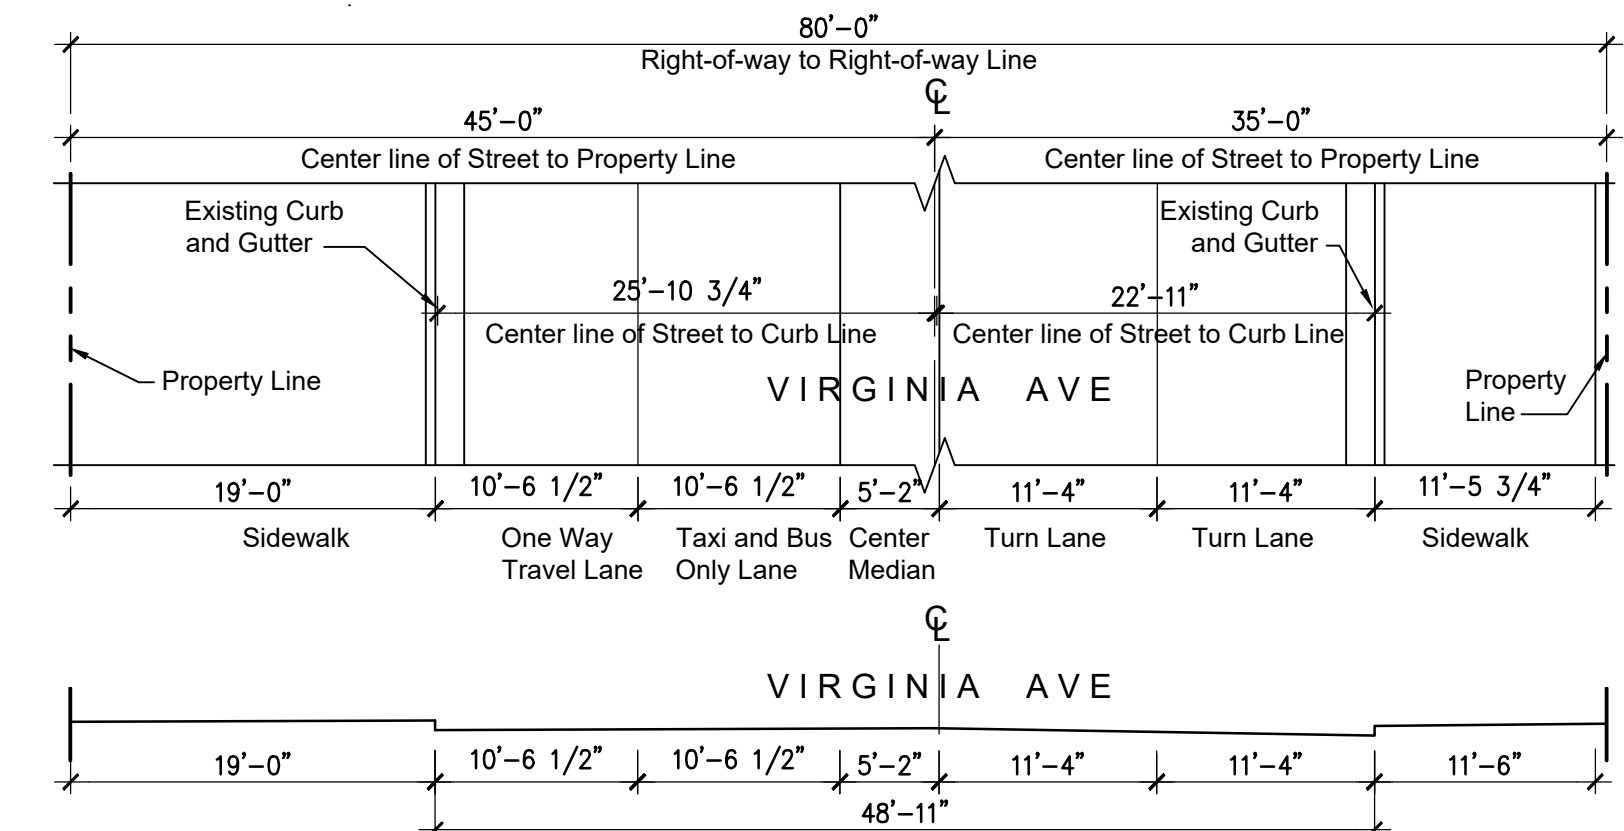 80’-0”
Right-of-way to Right-of-way Line
℄
45’-0”
35’-0”
Center line of Street to Property Line
Center line of Street to Property Line
Existing Curb
and Gutter
Existing Curb
and Gutter
25’-10 3/4”
22’-11”
Center line of Street to Curb Line
Center line of Street to Curb Line
Property Line
VIRGINIA AVE
Property
Line
19’-0”
10’-6 1/2”
10’-6 1/2”
5’-2”
11’-4”
11’-4”
11’-5 3/4”
Sidewalk
One Way
Travel Lane
Taxi and Bus
Only Lane
Center
Median
Turn Lane
Turn Lane
Sidewalk
℄
VIRGINIA AVE
19’-0”
10’-6 1/2”
10’-6 1/2”
5’-2”
11’-4”
11’-4”
11’-6”
48’-11”